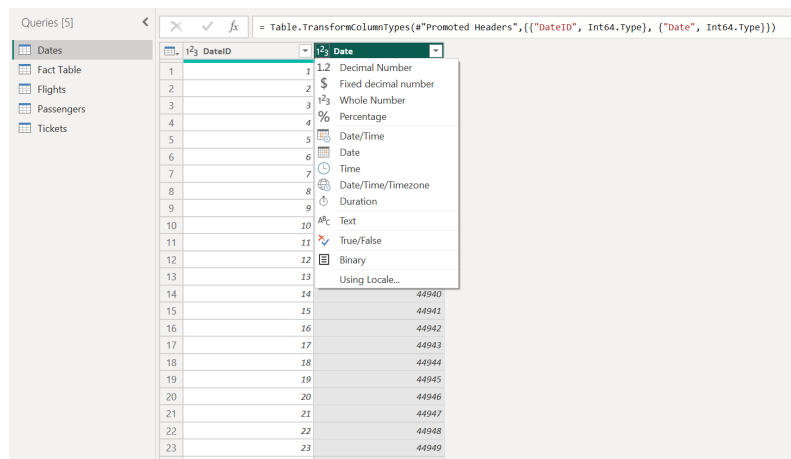 Queries [5]
fx
= Table.TransformColumnTypes(#"Promoted Headers",{{"DateID", Int64.Type}, {"Date", Int64.Type}})
Dates
Fact Table
Flights
Passengers
Tickets
123 DateID 123 Date
1 1
2 2
3 3
4 4
5 5
6 6
7 7
8 8
9 9
10 10
11 11
12 12
13 13
14 14 44940
15 15 44941
16 16 44942
17 17 44943
18 18 44944
19 19 44945
20 20 44946
21 21 44947
22 22 44948
23 23 44949
1.2 Decimal Number
$ Fixed decimal number
123 Whole Number
% Percentage
Date/Time
Date
Time
Date/Time/Timezone
Duration
ABC Text
True/False
Binary
Using Locale...